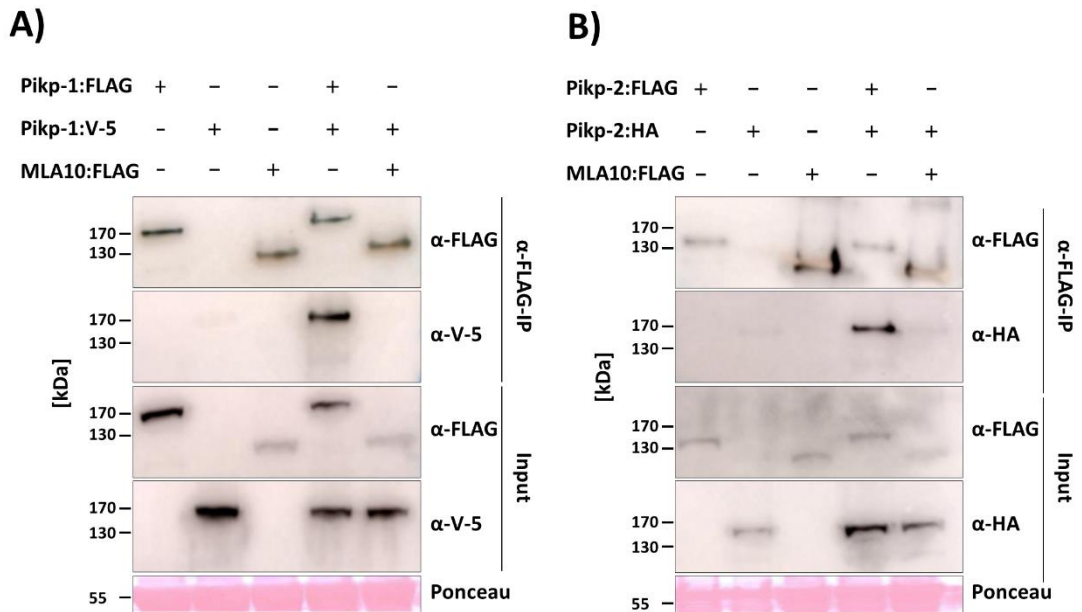 A)
Pikp-1:FLAG + – – + –
Pikp-1:V-5 – + – + +
MLA10:FLAG – – + – +
170
130
α-FLAG
170
130
α-V-5
α-FLAG-IP
[kDa]
170
130
α-FLAG
170
130
α-V-5
Input
55
Ponceau
B)
Pikp-2:FLAG + – – + –
Pikp-2:HA – + – + +
MLA10:FLAG – – + – +
170
130
α-FLAG
170
130
α-HA
α-FLAG-IP
[kDa]
170
130
α-FLAG
170
130
α-HA
Input
55
Ponceau